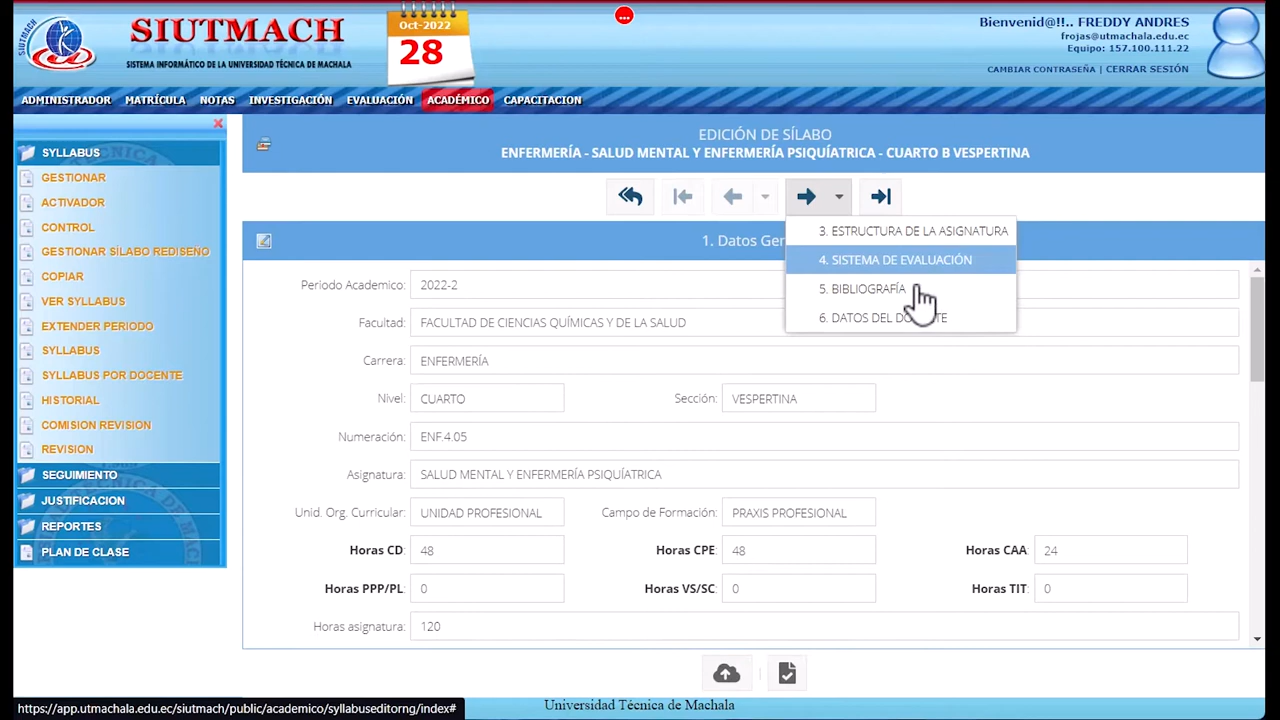 SIUTMACH
SISTEMA INFORMÁTICO DE LA UNIVERSIDAD TÉCNICA DE MACHALA
SIUTMACH
Oct-2022
28
Bienvenid@!!.. FREDDY ANDRES
frojas@utmachala.edu.ec
Equipo: 157.100.111.22
CAMBIAR CONTRASEÑA | CERRAR SESIÓN
ADMINISTRADOR MATRÍCULA NOTAS INVESTIGACIÓN EVALUACIÓN ACADÉMICO CAPACITACION
SYLLABUS
GESTIONAR
ACTIVADOR
CONTROL
GESTIONAR SÍLABO REDISEÑO
COPIAR
VER SYLLABUS
EXTENDER PERIODO
SYLLABUS
SYLLABUS POR DOCENTE
HISTORIAL
COMISION REVISION
REVISION
SEGUIMIENTO
JUSTIFICACION
REPORTES
PLAN DE CLASE
EDICIÓN DE SÍLABO
ENFERMERÍA - SALUD MENTAL Y ENFERMERÍA PSIQUÍATRICA - CUARTO B VESPERTINA
3. ESTRUCTURA DE LA ASIGNATURA
4. SISTEMA DE EVALUACIÓN
5. BIBLIOGRAFÍA
6. DATOS DEL
1. Datos
Periodo Academico: 2022-2
Facultad: FACULTAD DE CIENCIAS QUÍMICAS Y DE LA SALUD
Carrera: ENFERMERÍA
Nivel: CUARTO Sección: VESPERTINA
Numeración: ENF.4.05
Asignatura: SALUD MENTAL Y ENFERMERÍA PSIQUÍATRICA
Unid. Org. Curricular: UNIDAD PROFESIONAL Campo de Formación: PRAXIS PROFESIONAL
Horas CD: 48 Horas CPE: 48 Horas CAA: 24
Horas PPP/PL: 0 Horas VS/SC: 0 Horas TIT: 0
Horas asignatura: 120
https://app.utmachala.edu.ec/siutmach/public/academico/syllabuseditorng/index#
Universidad Técnica de Machala